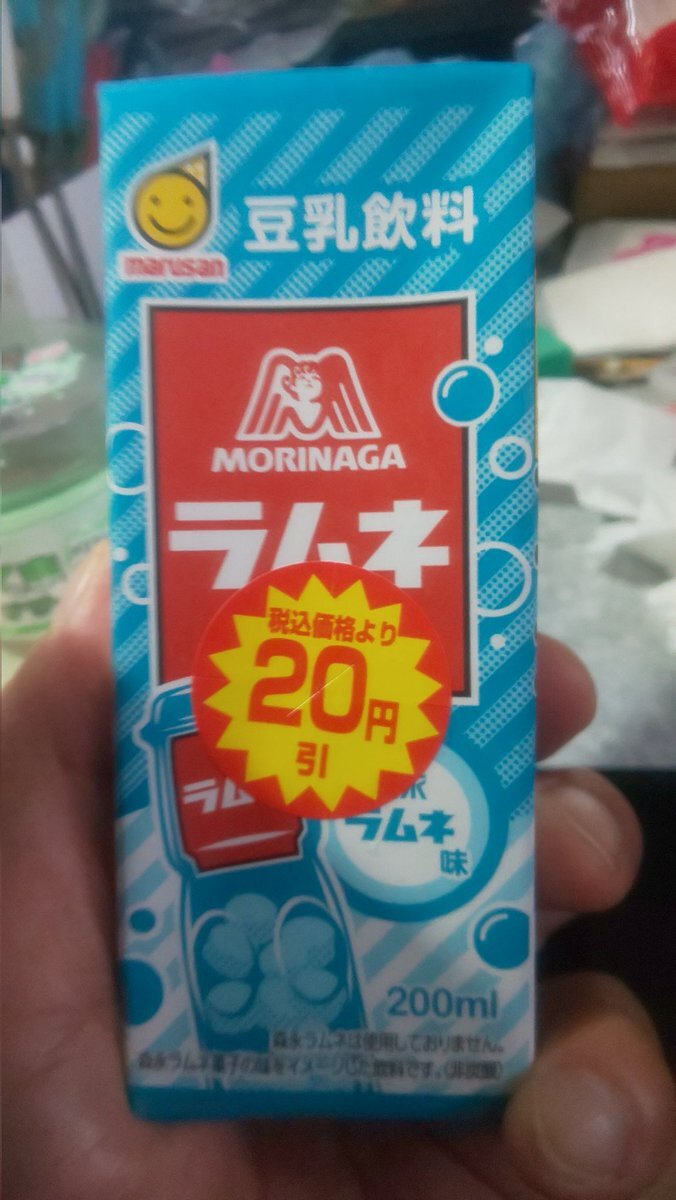 marusan
豆乳飲料
MORINAGA
ラムネ
税込価格より
20円
引
ラム
ラムネ
味
200ml
森永ラムネは使用しておりません。
森永ラムネ菓子の味をイメージした飲料です。(非炭酸)